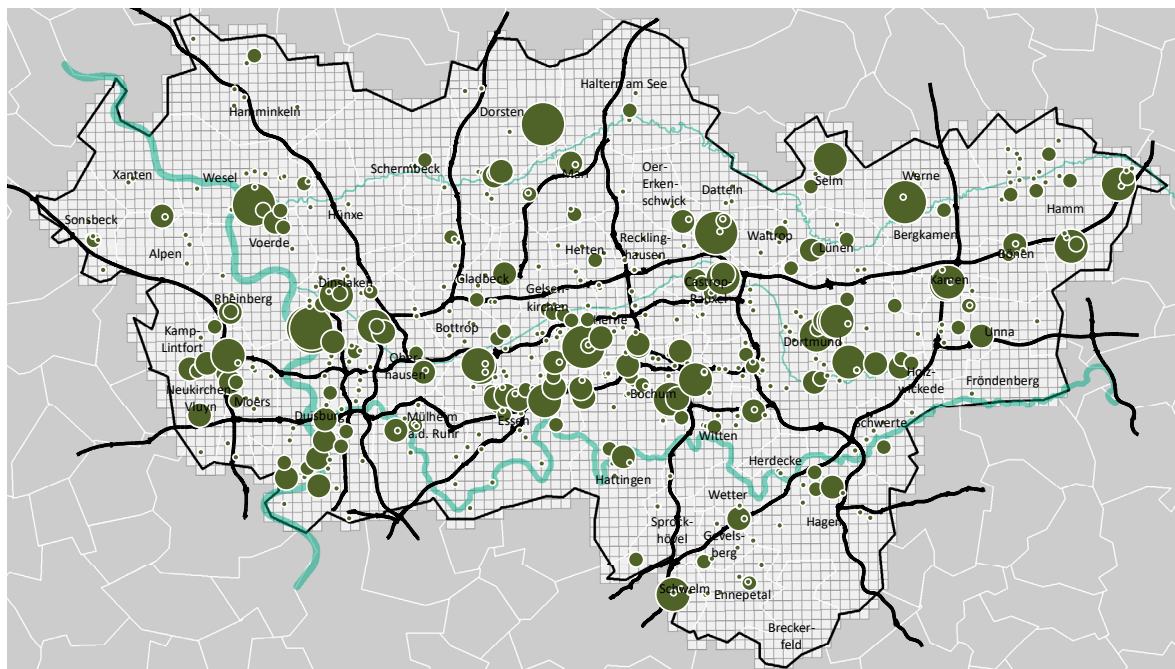 Haltern am See
Dorsten
Hamminkeln
Schermbeck
Marl
Oer-
Erken-
schwick
Datteln
Selm
Werne
Xanten
Wesel
Hünxe
Sonsbeck
Voerde
Alpen
Herten
Reckling-
hausen
Waltrop
Lünen
Bergkamen
Hamm
Bönen
Dinslaken
Gladbeck
Gelsen-
kirchen
Castrop-
Rauxel
Kamen
Rheinberg
Kamp-
Lintfort
Bottrop
Herne
Dortmund
Unna
Ober-
hausen
Holz-
wickede
Fröndenberg
Neukirchen-
Vluyn
Moers
Bochum
Duisburg
Mülheim
a.d. Ruhr
Essen
Witten
Schwerte
Hattingen
Herdecke
Wetter
Sprock-
hövel
Gevels-
berg
Hagen
Schwelm
Ennepetal
Brecker-
feld